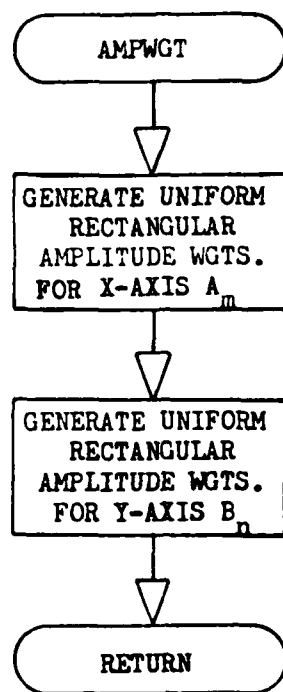 AMPWGT
GENERATE UNIFORM
RECTANGULAR
AMPLITUDE WGTS.
FOR X-AXIS A_m
GENERATE UNIFORM
RECTANGULAR
AMPLITUDE WGTS.
FOR Y-AXIS B_n
RETURN